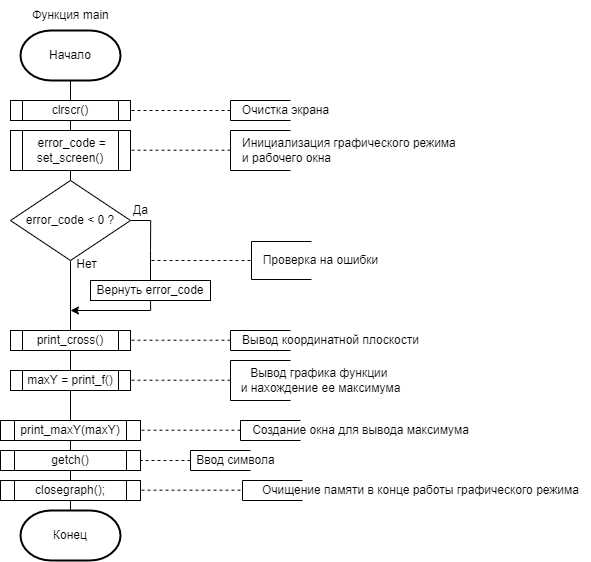 Функция main
Начало
clrscr()
Очистка экрана
error_code =
set_screen()
Инициализация графического режима
и рабочего окна
error_code < 0 ?
Да
Нет
Проверка на ошибки
Вернуть error_code
print_cross()
Вывод координатной плоскости
maxY = print_f()
Вывод графика функции
и нахождение ее максимума
print_maxY(maxY)
Создание окна для вывода максимума
getch()
Ввод символа
closegraph();
Очищение памяти в конце работы графического режима
Конец